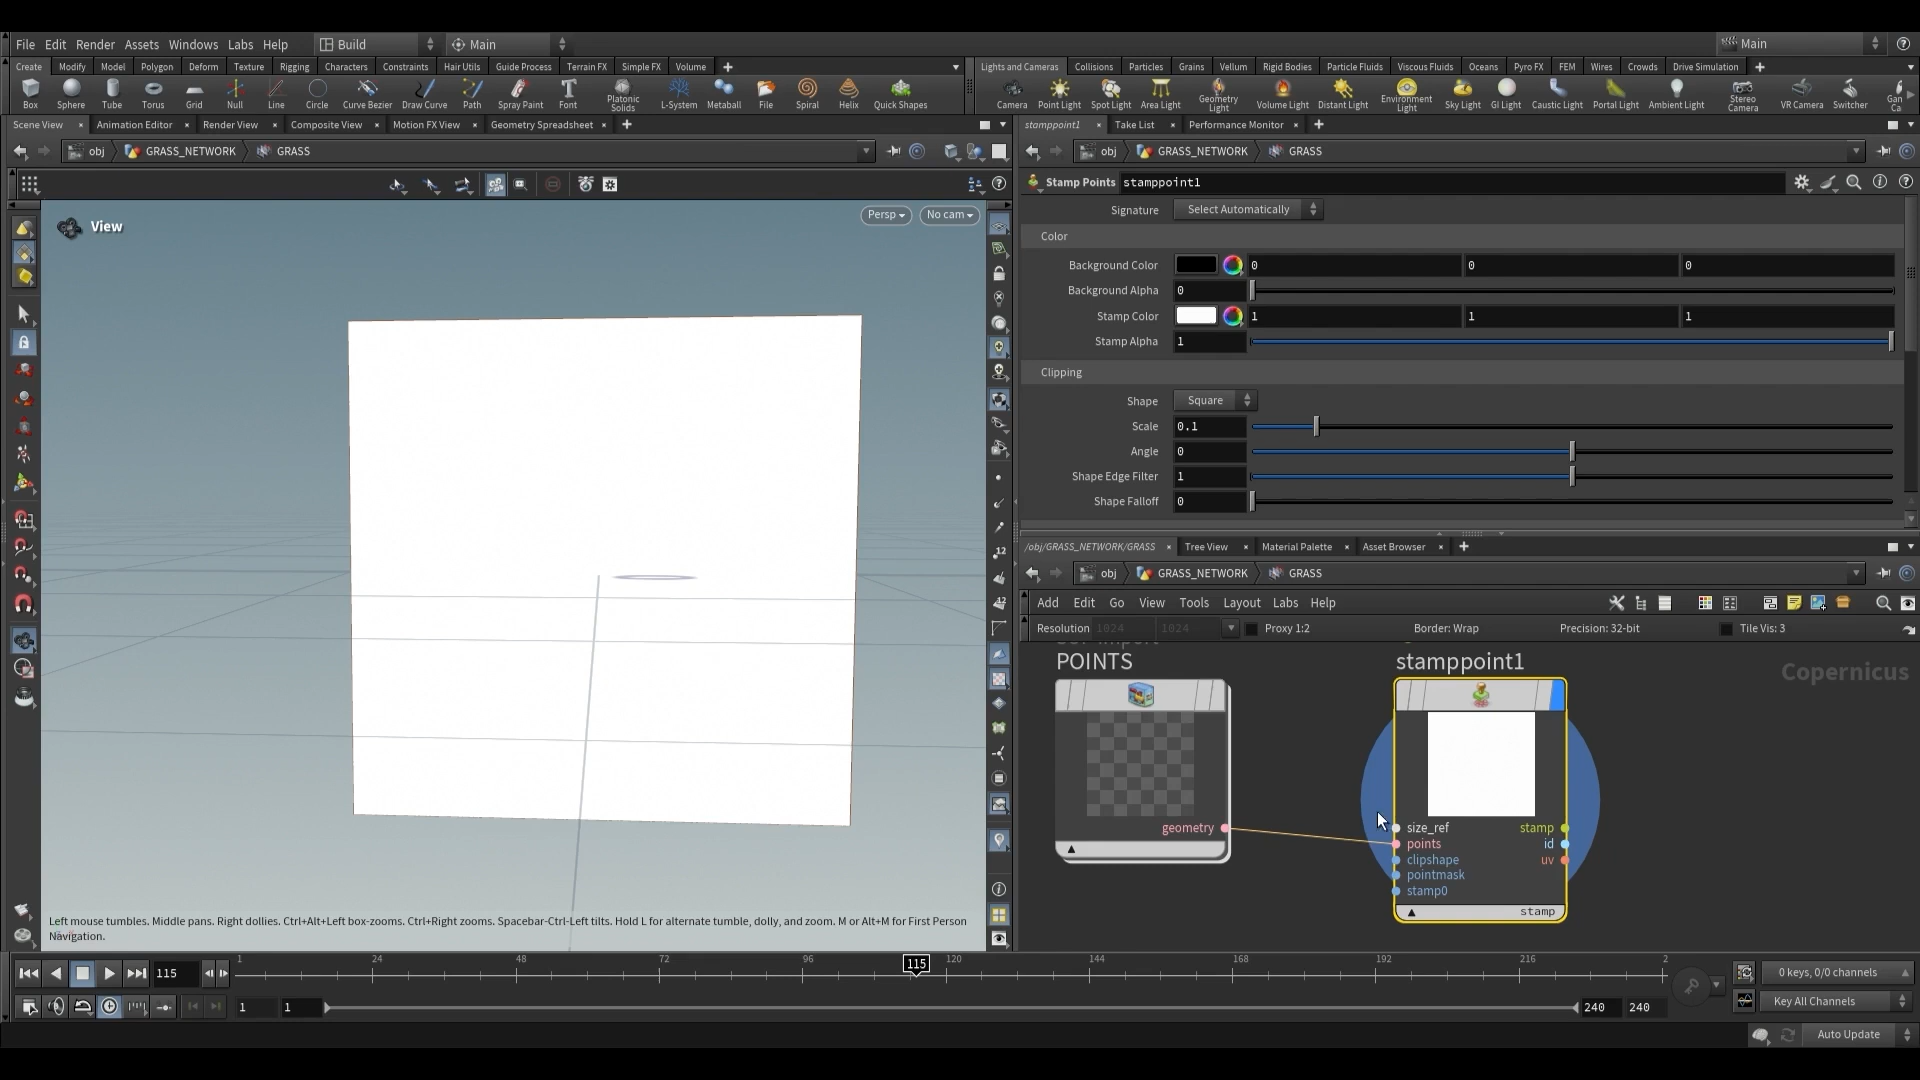 File Edit Render Assets Windows Labs Help Build Main Main
Create Modify Model Polygon Deform Texture Rigging Characters Constraints Hair Utils Guide Process Terrain FX Simple FX Volume
Lights and Cameras Collisions Particles Grains Vellum Rigid Bodies Particle Fluids Viscous Fluids Oceans Pyro FX FEM Wires Crowds Drive Simulation
Box Sphere Tube Torus Grid Null Line Circle Curve Bezier Draw Curve Path Spray Paint Font Platonic Solids L-System Metaball File Spiral Helix Quick Shapes
Camera Point Light Spot Light Area Light Geometry Light Volume Light Distant Light Environment Light Sky Light GI Light Caustic Light Portal Light Ambient Light Stereo Camera VR Camera Switcher
Scene View Animation Editor Render View Composite View Motion FX View Geometry Spreadsheet
stamppoint1 Take List Performance Monitor
obj GRASS_NETWORK GRASS
obj GRASS_NETWORK GRASS
Stamp Points stamppoint1
View
Persp No cam
Signature Select Automatically
Color
Background Color 0 0 0
Background Alpha 0
Stamp Color 1 1 1
Stamp Alpha 1
Clipping
Shape Square
Scale 0.1
Angle 0
Shape Edge Filter 1
Shape Falloff 0
/obj/GRASS_NETWORK/GRASS Tree View Material Palette Asset Browser
obj GRASS_NETWORK GRASS
Add Edit Go View Tools Layout Labs Help
Resolution 1024 1024 Proxy 1:2 Border: Wrap Precision: 32-bit Tile Vis: 3
POINTS
stamppoint1
Copernicus
geometry
size_ref stamp
points id
clipshape uv
pointmask
stamp0
stamp
Left mouse tumbles. Middle pans. Right dollies. Ctrl+Alt+Left box-zooms. Ctrl+Right zooms. Spacebar-Ctrl-Left tilts. Hold L for alternate tumble, dolly, and zoom. M or Alt+M for First Person
Navigation.
115 1 24 48 72 96 115 120 144 168 192 216 2
0 keys, 0/0 channels
1 1 240 240
Key All Channels
Auto Update